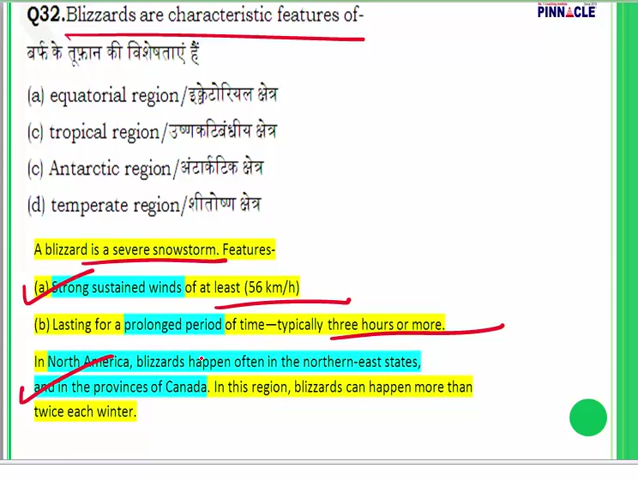 Q32.Blizzards are characteristic features of-
PINNACLE
बर्फ के तूफ़ान की विशेषताएं हैं
(a) equatorial region/इक्वेटोरियल क्षेत्र
(c) tropical region/उष्णकटिबंधीय क्षेत्र
(c) Antarctic region/अंटार्कटिक क्षेत्र
(d) temperate region/शीतोष्ण क्षेत्र
A blizzard is a severe snowstorm. Features-
(a) Strong sustained winds of at least (56 km/h)
(b) Lasting for a prolonged period of time—typically three hours or more.
In North America, blizzards happen often in the northern-east states,
and in the provinces of Canada. In this region, blizzards can happen more than
twice each winter.